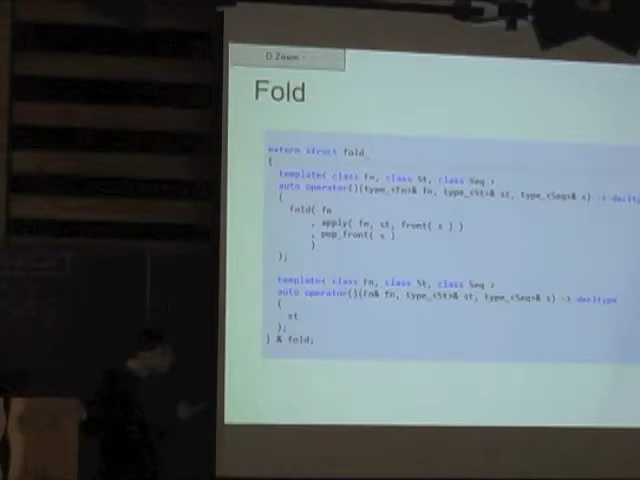 D.Zoom -
Fold
extern struct fold_
{
template< class Fn, class St, class Seq >
auto operator()(type_<Fn>& fn, type_<St>& st, type_<Seq>& s) -> declty
(
fold( fn
, apply( fn, st, front( s ) )
, pop_front( s )
)
);
template< class Fn, class St, class Seq >
auto operator()(Fn& fn, type_<St>& st, type_<Seq>& s) -> decltype
(
st
);
} & fold;